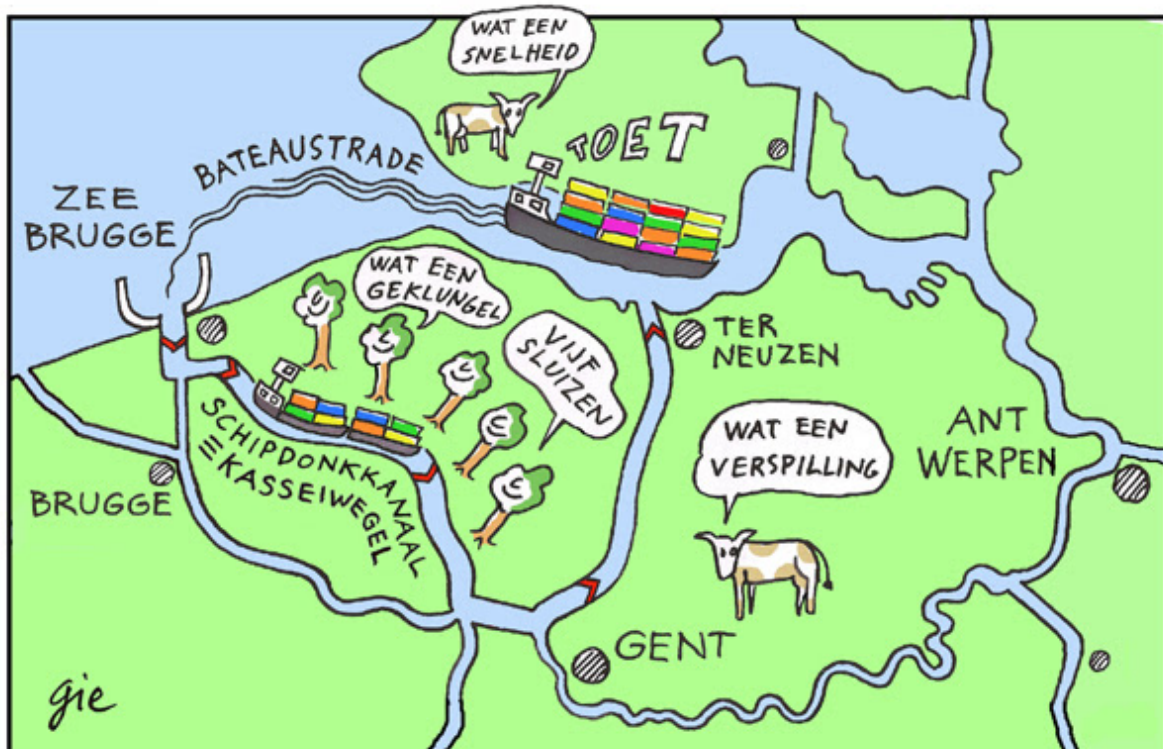 WAT EEN
SNELHEID
TOET
BATEAUSTRADE
ZEE
BRUGGE
WAT EEN
GEKLUNGEL
VIJF
SLUIZEN
TER
NEUZEN
SCHIPDONKKANAAL
≡ KASSEIWEGEL
BRUGGE
WAT EEN
VERSPILLING
ANT
WERPEN
GENT
gie